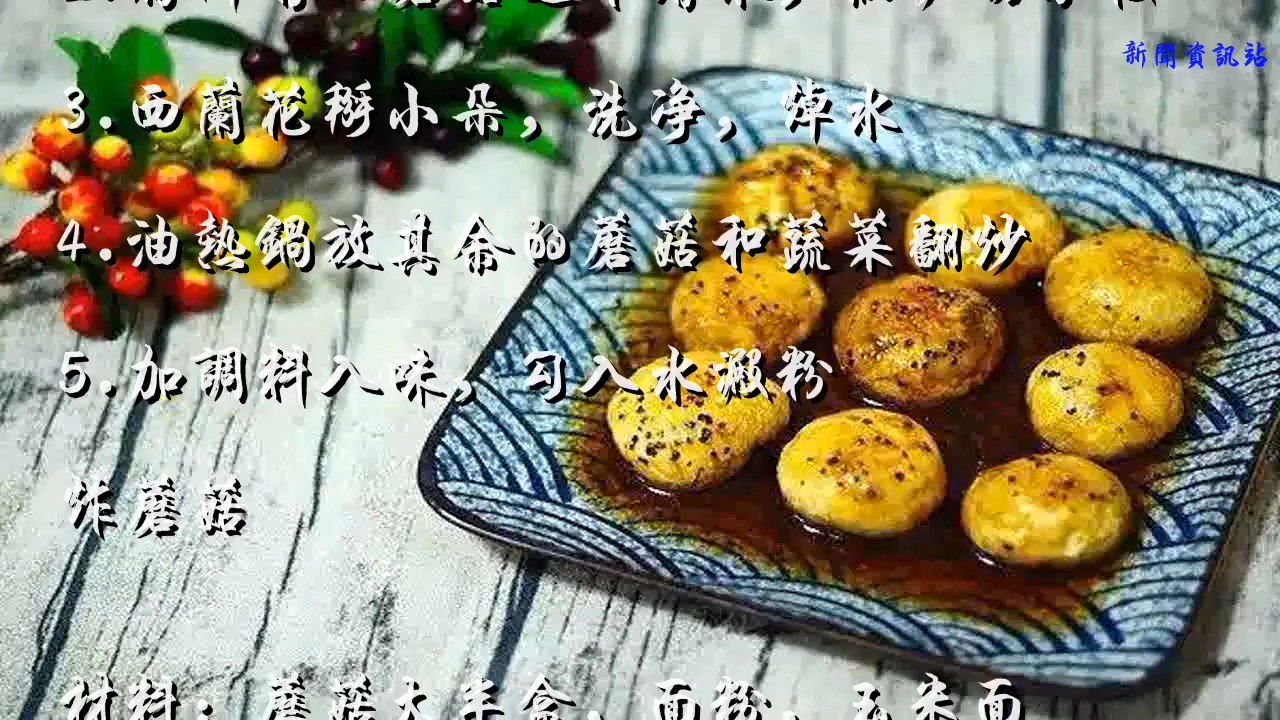 新聞資訊站
3.西蘭花掰小朵，洗净，焯水
4.油熱鍋放其余的蘑菇和蔬菜翻炒
5.加調料入味，勾入水澱粉
炸蘑菇
材料：蘑菇大半盒，面粉，玉米面